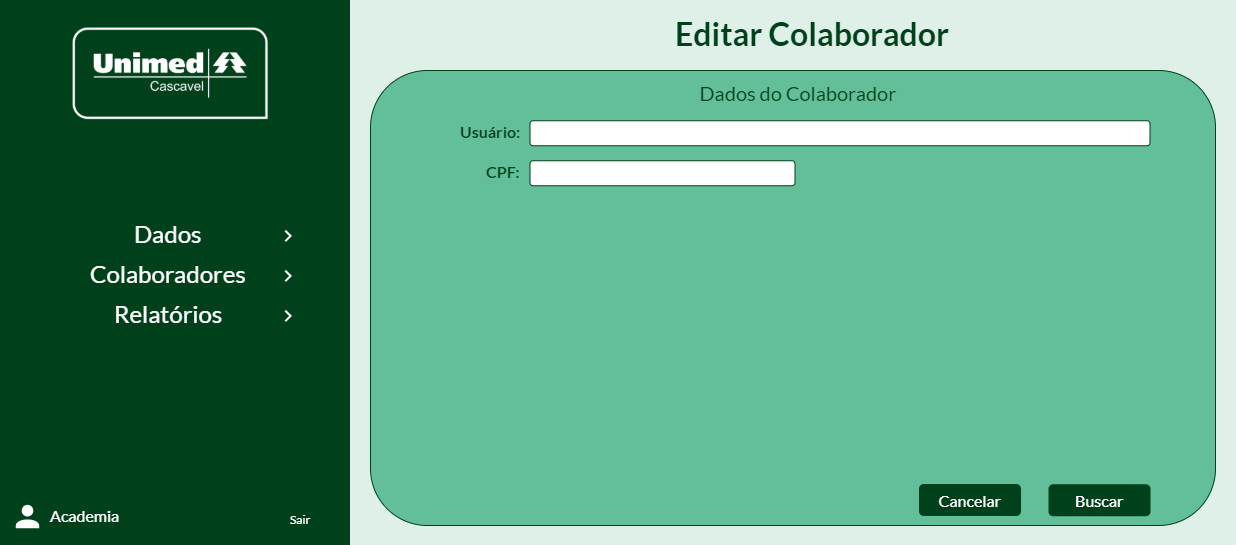 Unimed
Cascavel
Dados
Colaboradores
Relatórios
Academia
Sair
Editar Colaborador
Dados do Colaborador
Usuário:
CPF:
Cancelar
Buscar